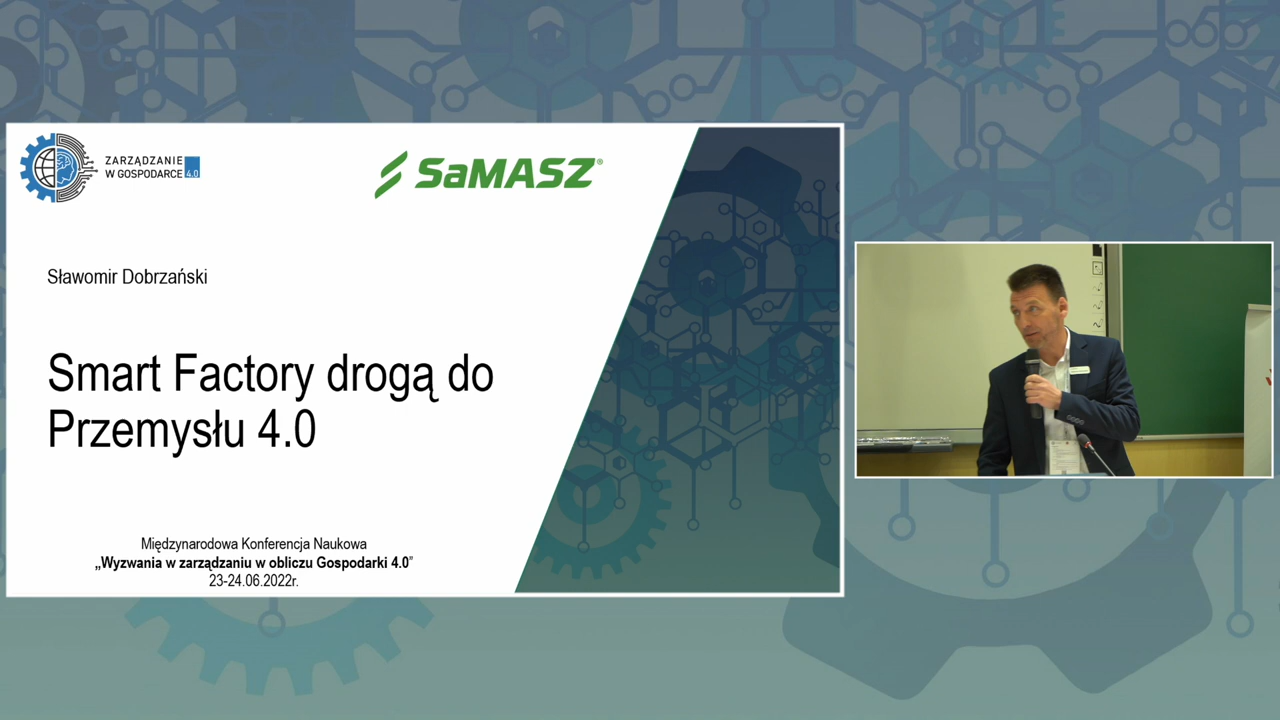 ZARZĄDZANIE
W GOSPODARCE 4.0
SaMASZ®
Sławomir Dobrzański
Smart Factory drogą do
Przemysłu 4.0
Międzynarodowa Konferencja Naukowa
„Wyzwania w zarządzaniu w obliczu Gospodarki 4.0”
23-24.06.2022r.